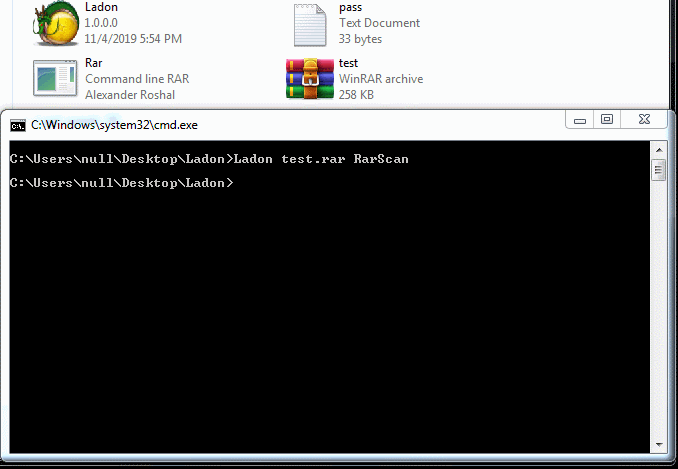 Ladon
1.0.0.0
11/4/2019 5:54 PM
pass
Text Document
33 bytes
Rar
Command line RAR
Alexander Roshal
test
WinRAR archive
258 KB
C:\Windows\system32\cmd.exe
C:\Users\null\Desktop\Ladon>Ladon test.rar RarScan
C:\Users\null\Desktop\Ladon>